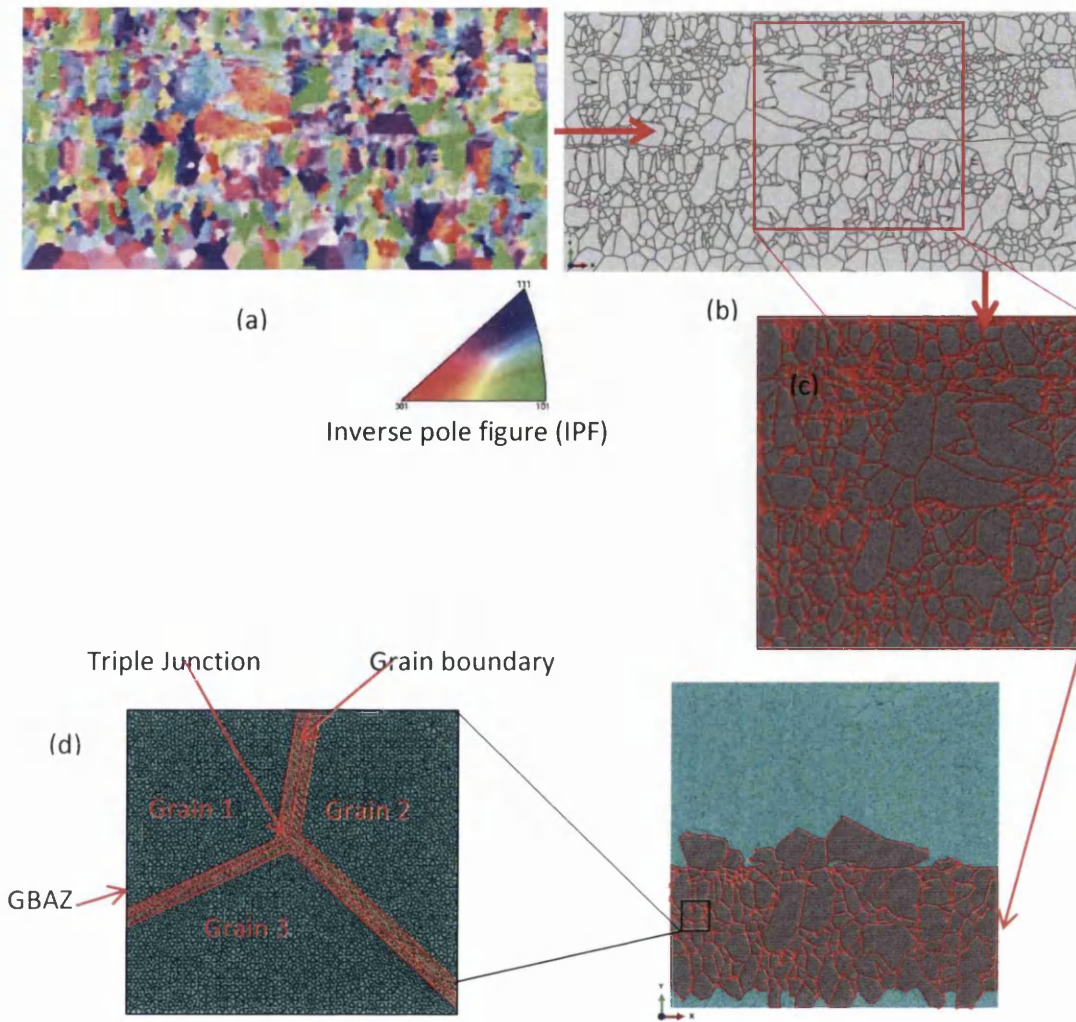 (a)
111
001
101
Inverse pole figure (IPF)
(b)
(c)
Triple Junction
Grain boundary
(d)
Grain 1
Grain 2
GBAZ
Grain 3
Y
X